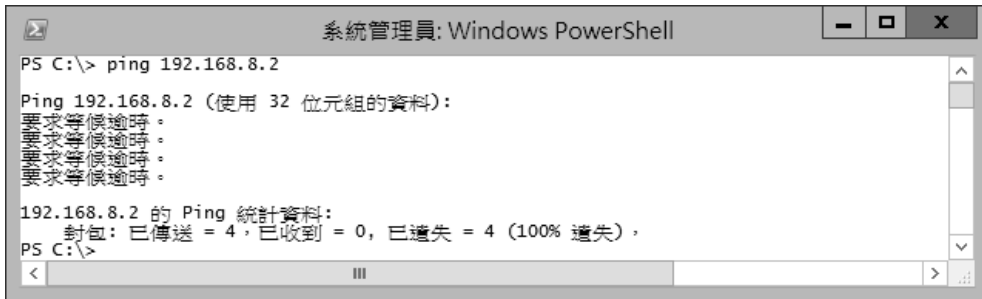 系統管理員: Windows PowerShell
PS C:\> ping 192.168.8.2
Ping 192.168.8.2 (使用 32 位元組的資料):
要求等候逾時。
要求等候逾時。
要求等候逾時。
要求等候逾時。
192.168.8.2 的 Ping 統計資料:
封包: 已傳送 = 4，已收到 = 0, 已遺失 = 4 (100% 遺失)，
PS C:\>